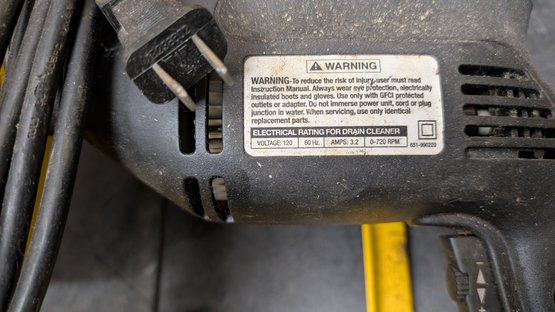 ⚠ WARNING
WARNING-To reduce the risk of injury, user must read
Instruction Manual. Always wear eye protection, electrically
insulated boots and gloves. Use only with GFCI protected
outlets or adapter. Do not immerse power unit, cord or plug
junction in water. When servicing, use only identical
replacement parts.
ELECTRICAL RATING FOR DRAIN CLEANER
VOLTAGE: 120 60 Hz. AMPS: 3.2 0-720 RPM
651-990220